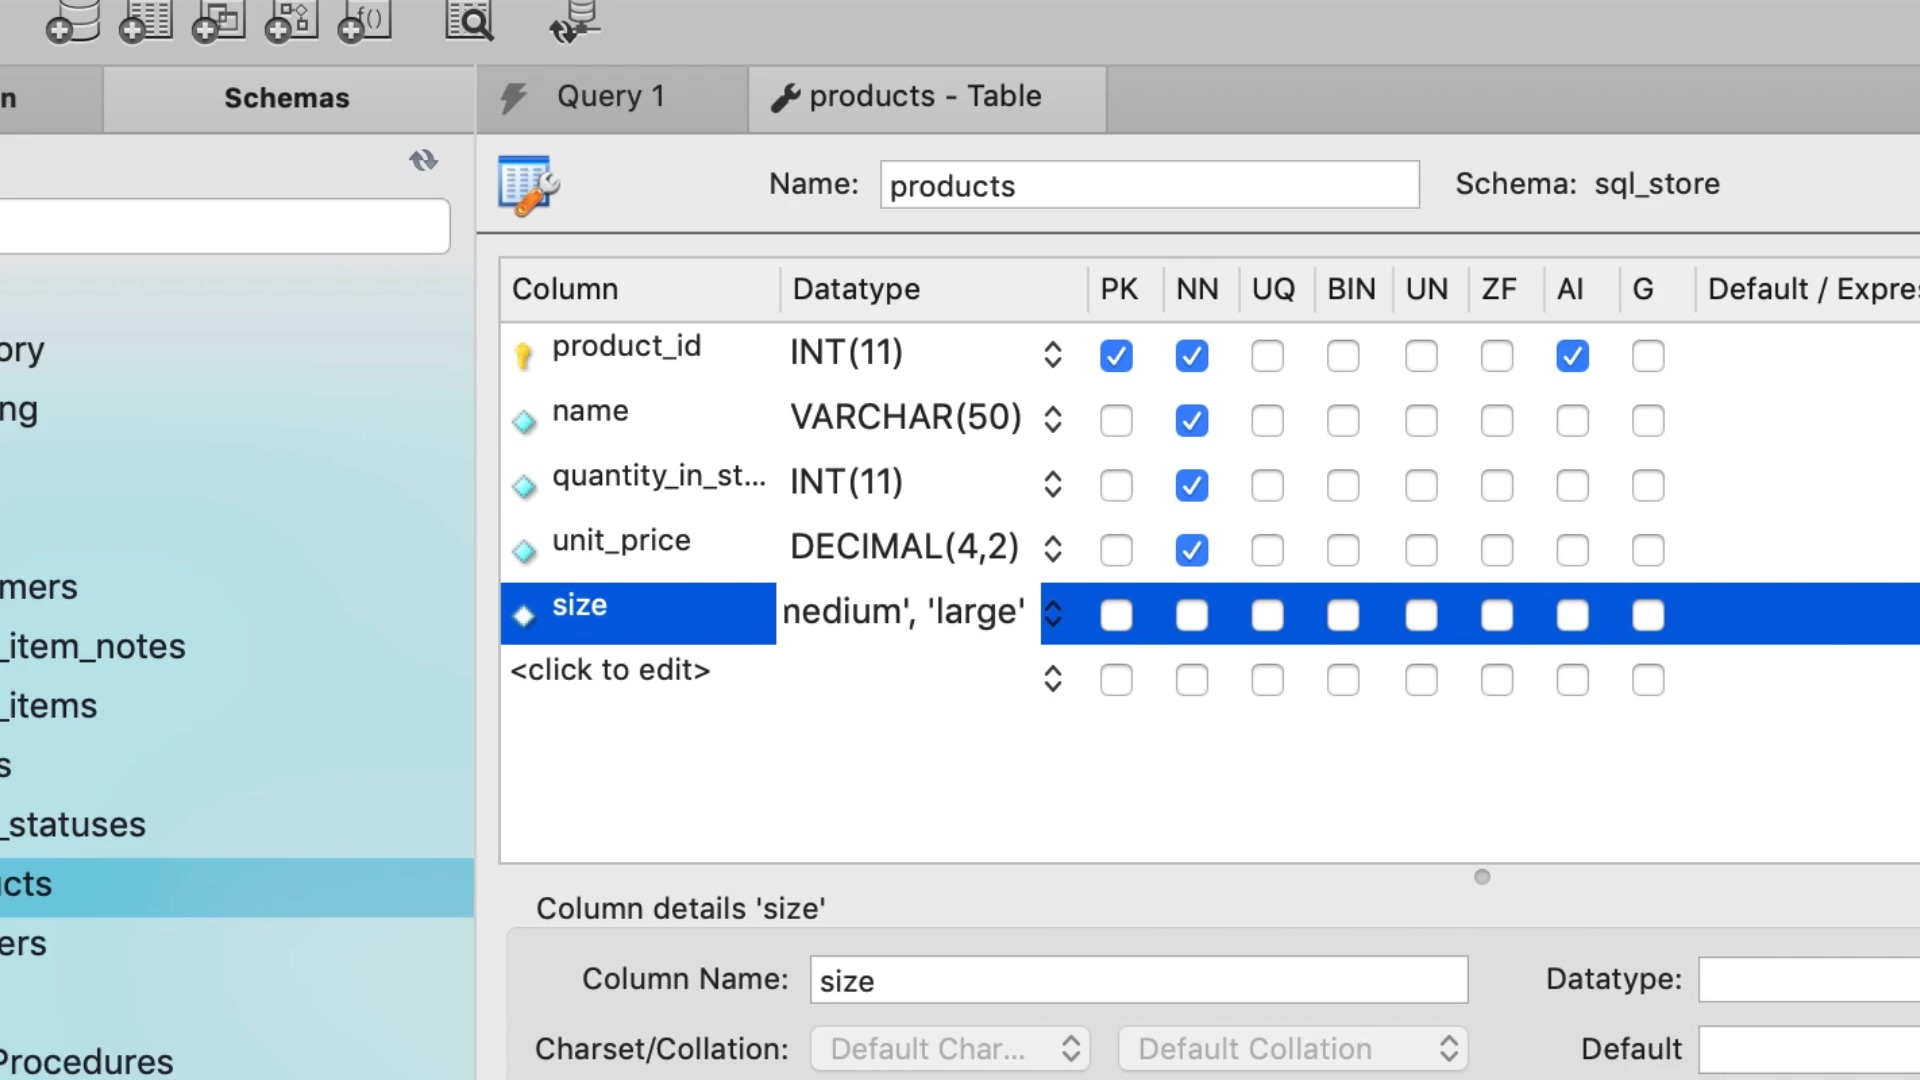 n
Schemas
Query 1
products - Table
Name:
products
Schema: sql_store
Column
Datatype
PK
NN
UQ
BIN
UN
ZF
AI
G
Default / Expres
product_id
INT(11)
name
VARCHAR(50)
quantity_in_st...
INT(11)
unit_price
DECIMAL(4,2)
size
nedium', 'large'
<click to edit>
ory
ng
mers
_item_notes
_items
s
_statuses
cts
ers
Procedures
Column details 'size'
Column Name:
size
Datatype:
Charset/Collation:
Default Char...
Default Collation
Default
f()